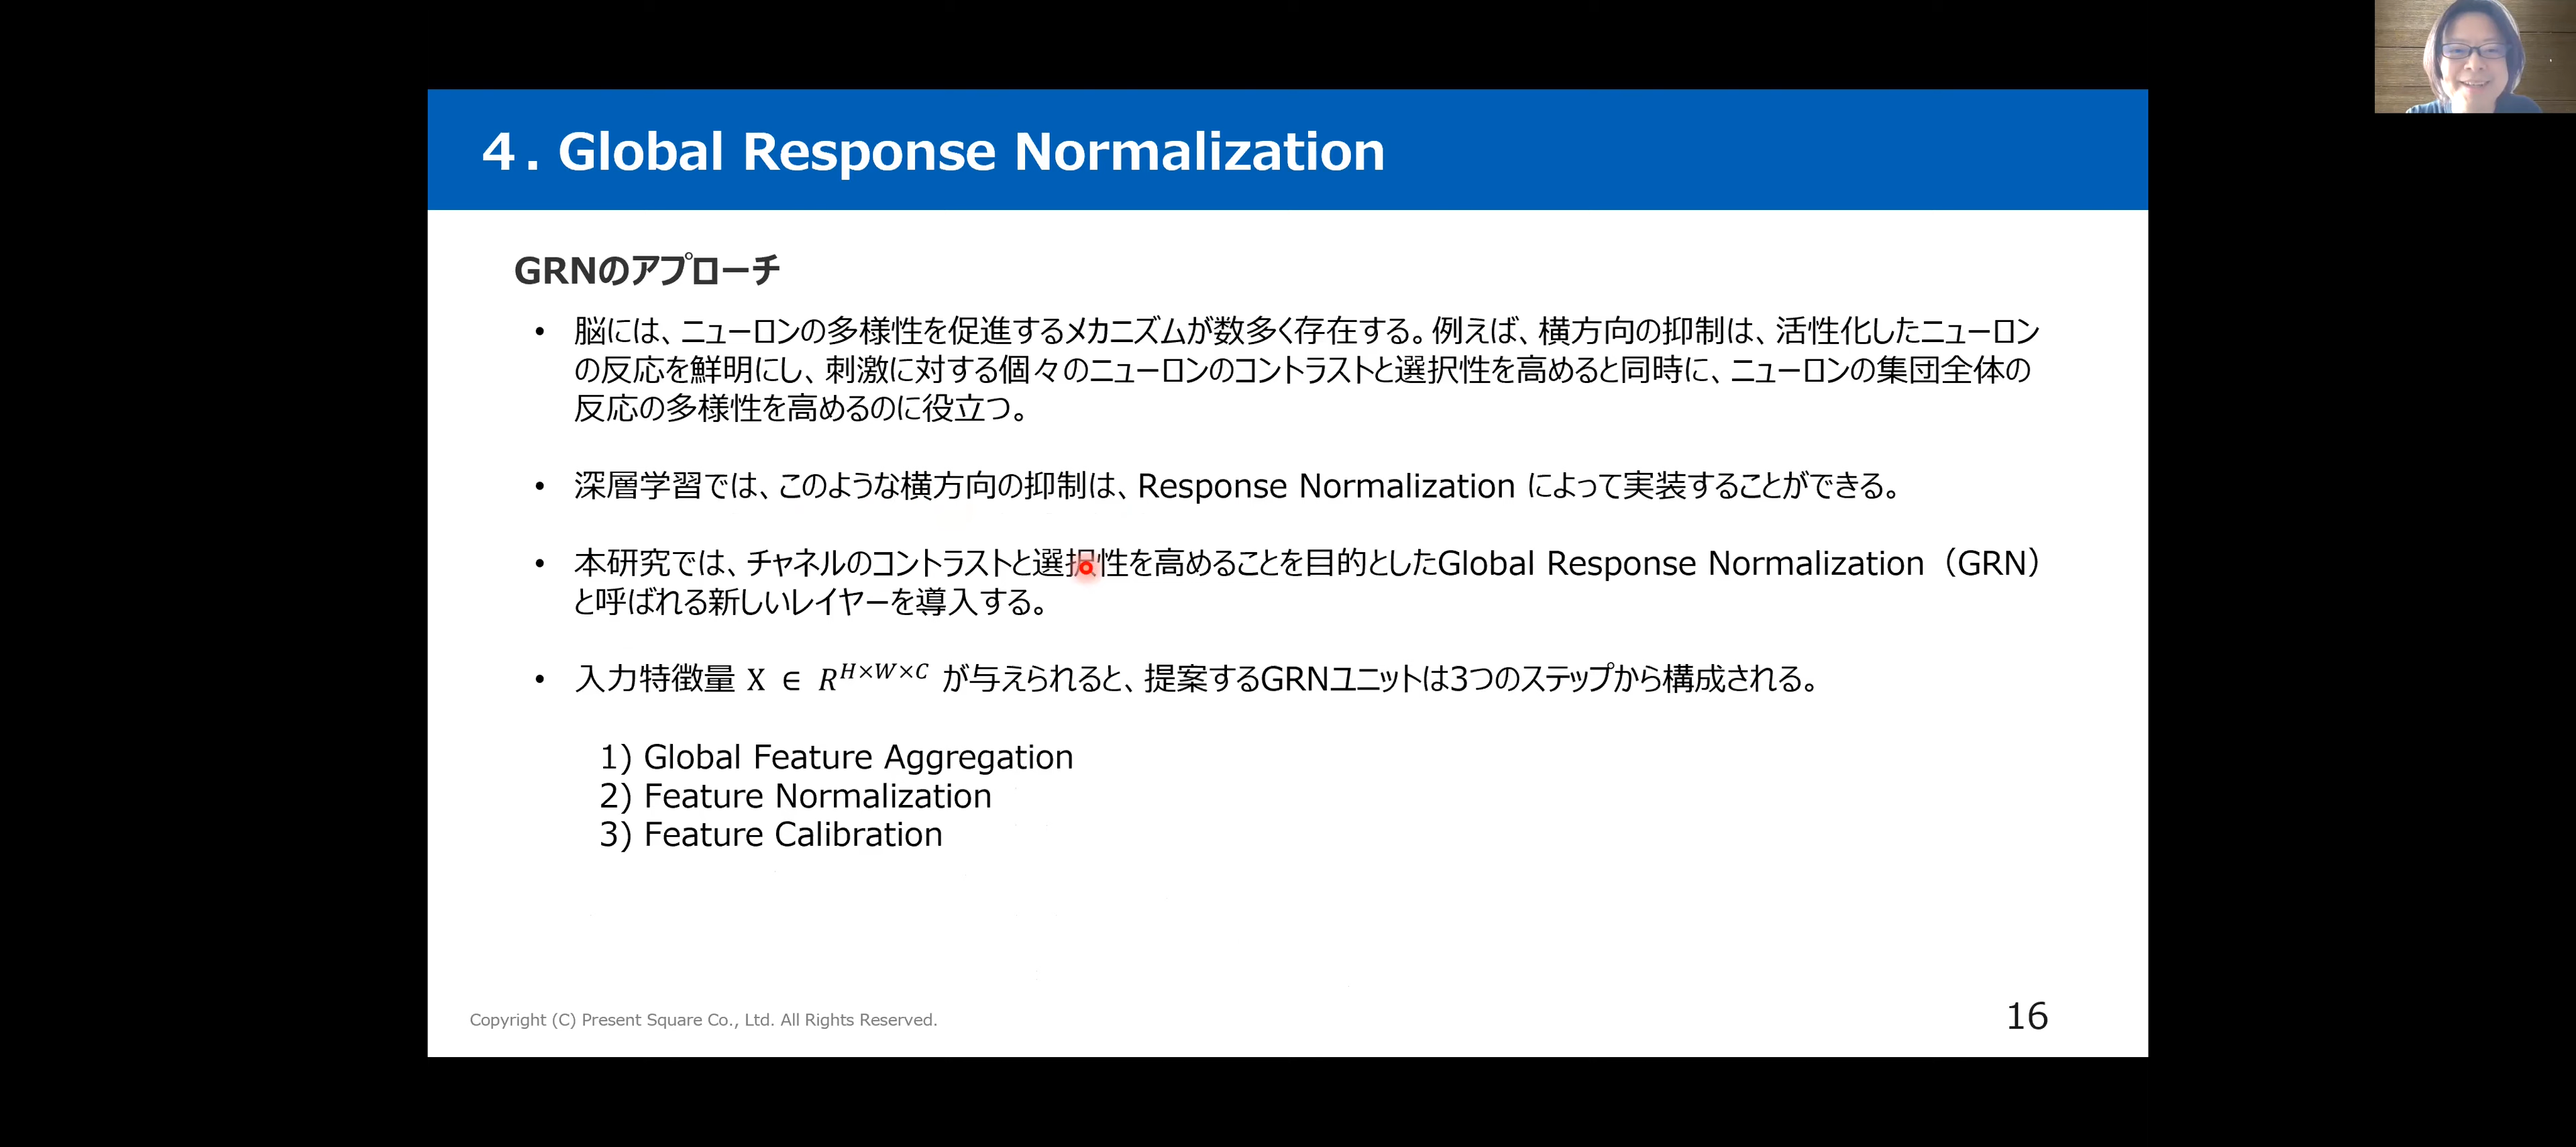 ４．Global Response Normalization
GRNのアプローチ
• 脳には、ニューロンの多様性を促進するメカニズムが数多く存在する。例えば、横方向の抑制は、活性化したニューロン
の反応を鮮明にし、刺激に対する個々のニューロンのコントラストと選択性を高めると同時に、ニューロンの集団全体の
反応の多様性を高めるのに役立つ。
• 深層学習では、このような横方向の抑制は、Response Normalization によって実装することができる。
• 本研究では、チャネルのコントラストと選択性を高めることを目的としたGlobal Response Normalization（GRN）
と呼ばれる新しいレイヤーを導入する。
• 入力特徴量 X ∈ R^{H×W×C} が与えられると、提案するGRNユニットは3つのステップから構成される。
1) Global Feature Aggregation
2) Feature Normalization
3) Feature Calibration
Copyright (C) Present Square Co., Ltd. All Rights Reserved.
16